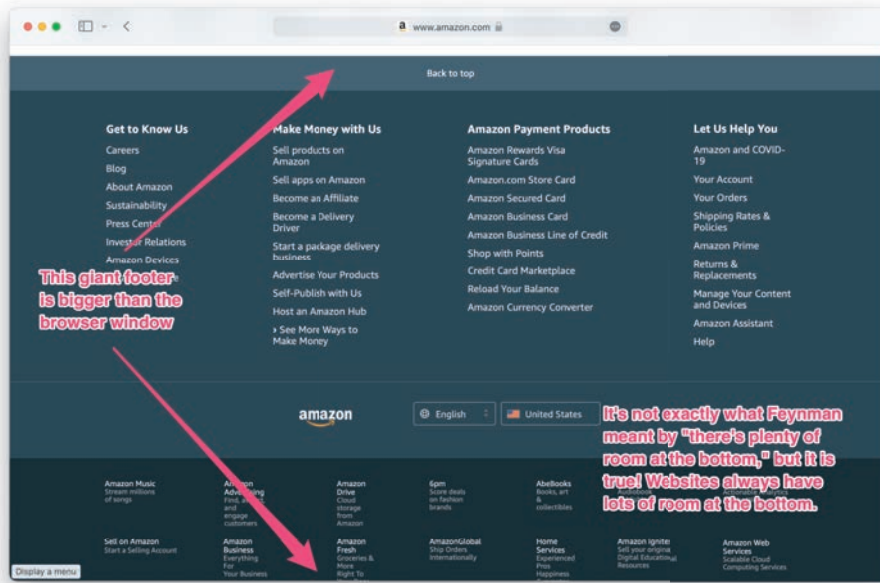 www.amazon.com
Back to top
Get to Know Us
Careers
Blog
About Amazon
Sustainability
Press Center
Investor Relations
Amazon Devices
Make Money with Us
Sell products on
Amazon
Sell apps on Amazon
Become an Affiliate
Become a Delivery
Driver
Start a package delivery
business
Advertise Your Products
Self-Publish with Us
Host an Amazon Hub
› See More Ways to
Make Money
Amazon Payment Products
Amazon Rewards Visa
Signature Cards
Amazon.com Store Card
Amazon Secured Card
Amazon Business Card
Amazon Business Line of Credit
Shop with Points
Credit Card Marketplace
Reload Your Balance
Amazon Currency Converter
Let Us Help You
Amazon and COVID-
19
Your Account
Your Orders
Shipping Rates &
Policies
Amazon Prime
Returns &
Replacements
Manage Your Content
and Devices
Amazon Assistant
Help
This giant footer
is bigger than the
browser window
amazon
English
United States
It's not exactly what Feynman
meant by "there's plenty of
room at the bottom," but it is
true! Websites always have
lots of room at the bottom.
Amazon Music
Stream millions
of songs
Amazon
Advertising
Find, attract,
and
engage
customers
Amazon
Drive
Cloud
storage
from
Amazon
6pm
Score deals
on fashion
brands
AbeBooks
Books, art
&
collectibles
Sell on Amazon
Start a Selling Account
Amazon
Business
Everything
For
Your Business
Amazon
Fresh
Groceries &
More
Right To
AmazonGlobal
Ship Orders
Internationally
Home
Services
Experienced
Pros
Happiness
Amazon Ignite
Sell your original
Digital Educational
Resources
Amazon Web
Services
Scalable Cloud
Computing Services
Display a menu